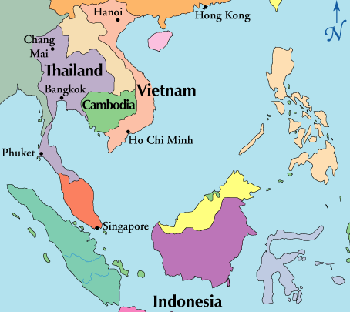 Hanoi
Hong Kong
N
Chang
Mai
Thailand
Vietnam
Bangkok
Cambodia
Ho Chi Minh
Phuket
Singapore
Indonesia